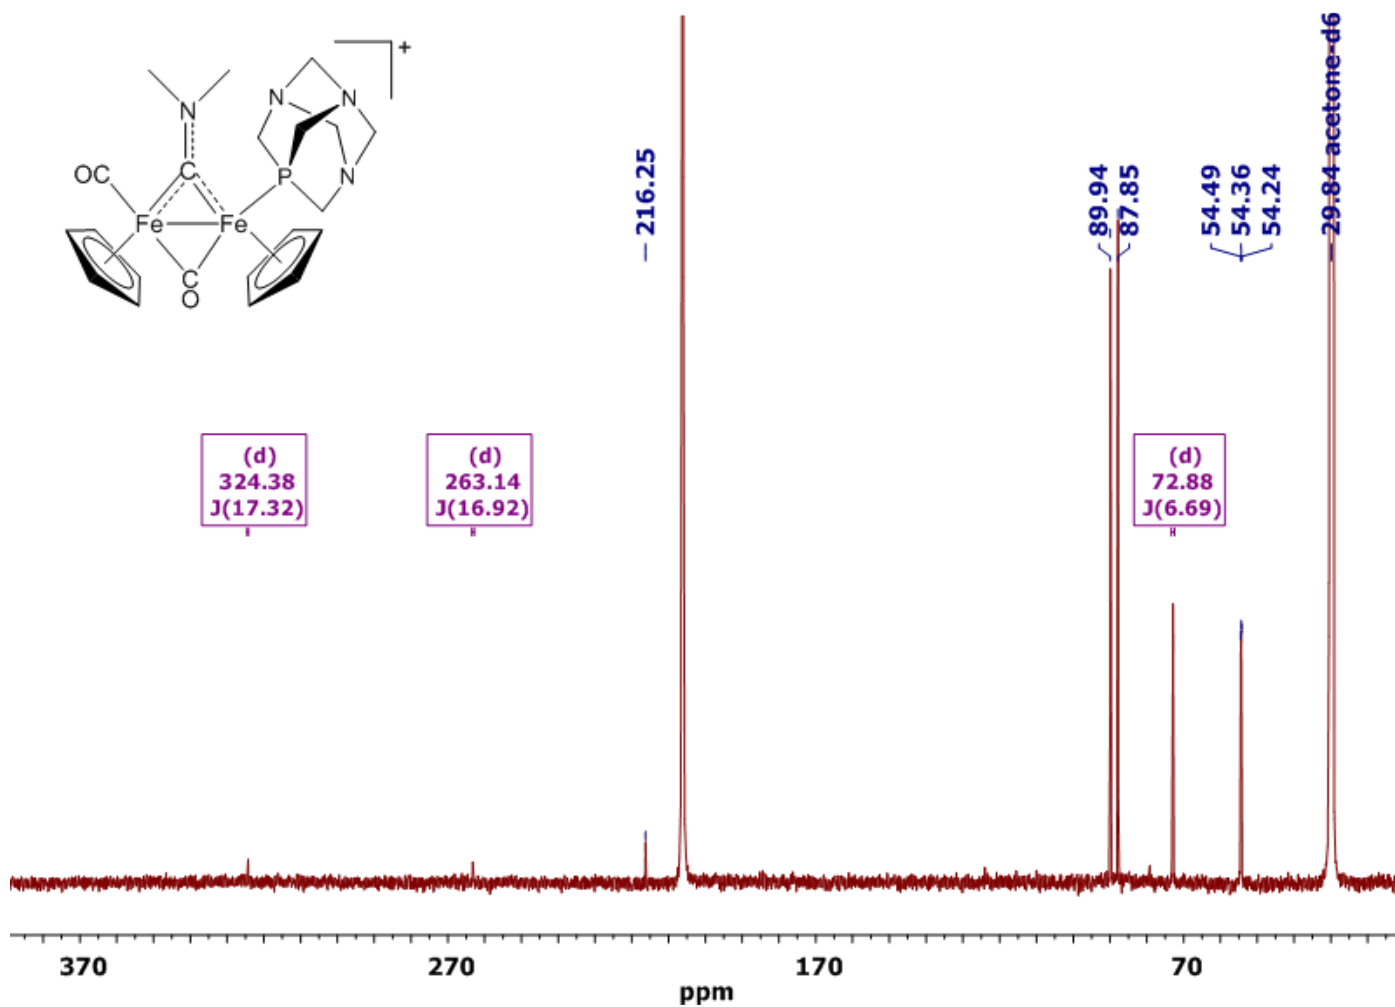 +
N
N
N
OC
C
P
N
Fe
Fe
C
O
216.25
89.94
87.85
54.49
54.36
54.24
29.84 acetone-d6
(d)
324.38
J(17.32)
(d)
263.14
J(16.92)
(d)
72.88
J(6.69)
370
270
170
70
ppm